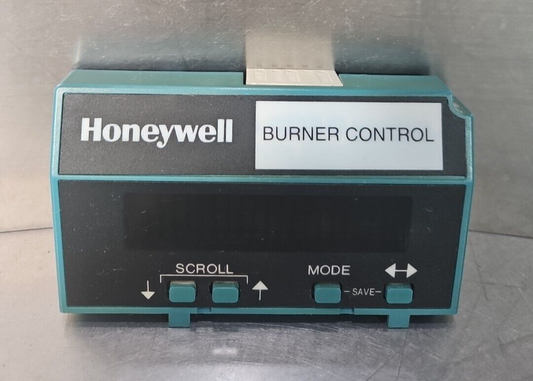 Honeywell
BURNER CONTROL
SCROLL
MODE
SAVE